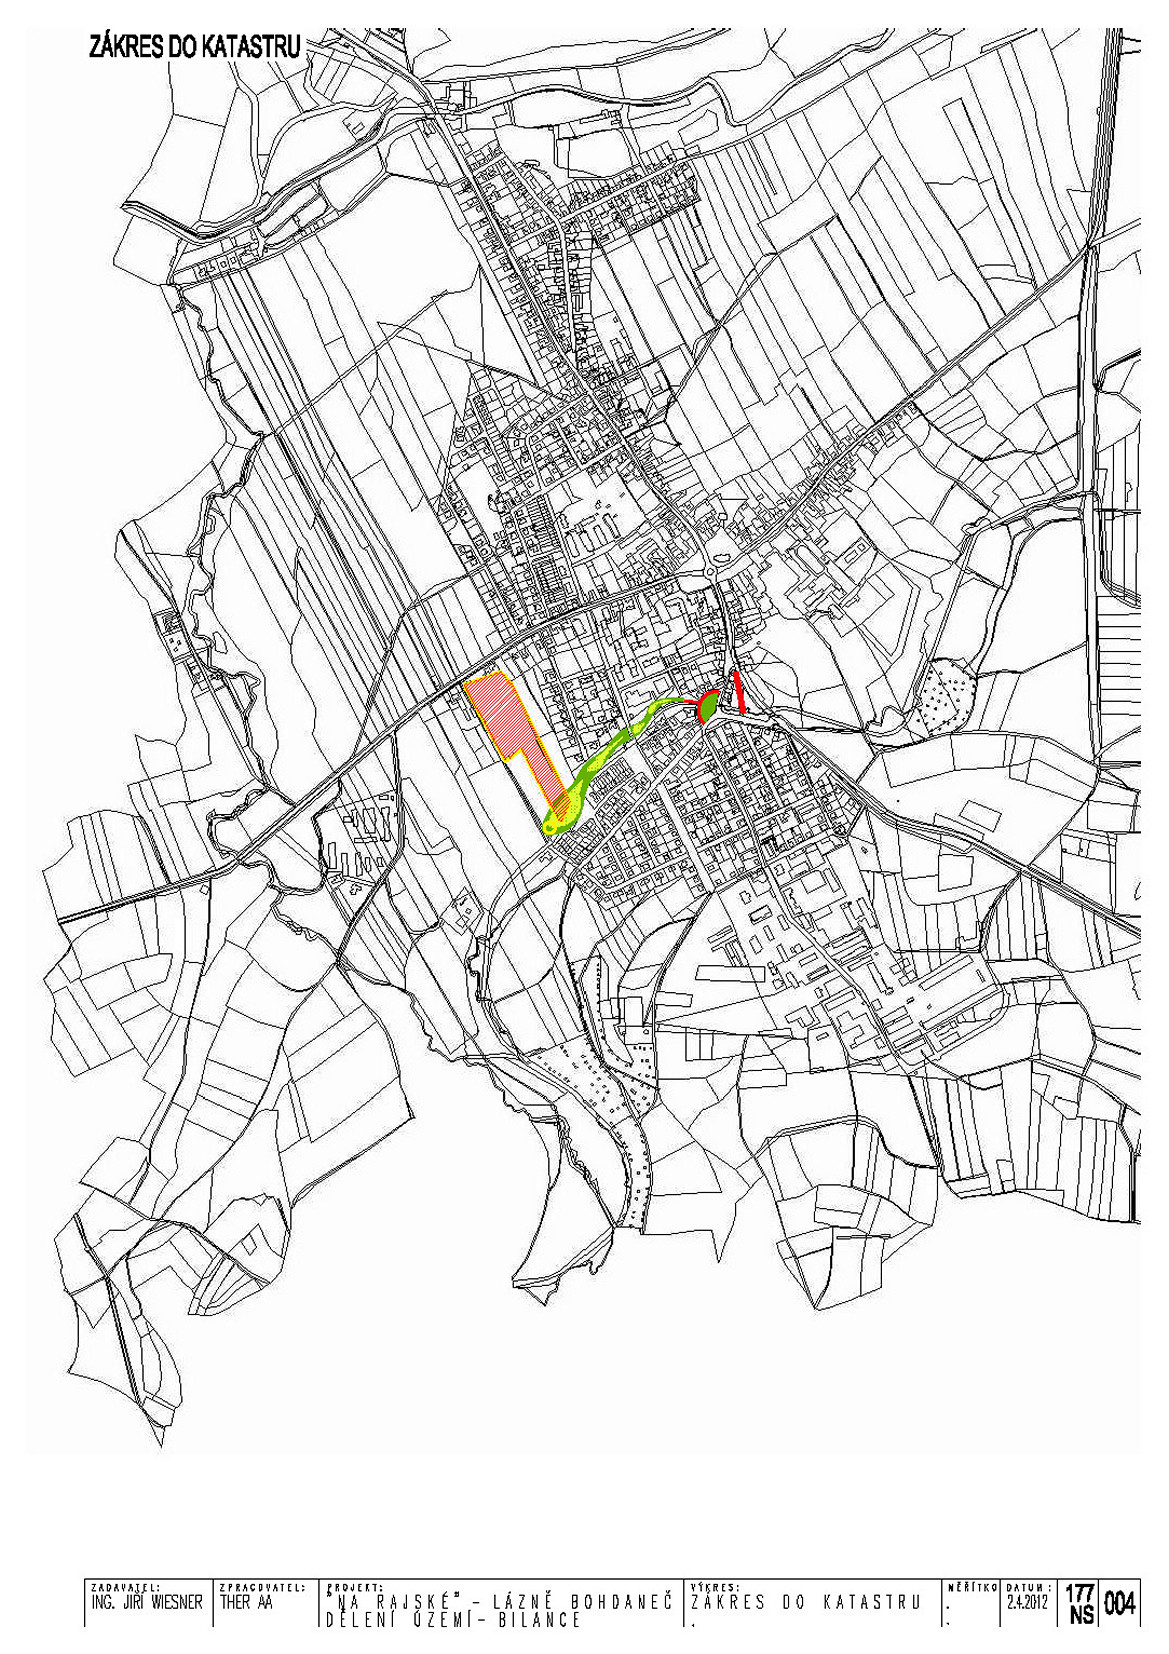 ZÁKRES DO KATASTRU
ZADAVATEL:
ING. JIŘÍ WIESNER
ZPRACOVATEL:
THER AA
PROJEKT:
"NA RAJSKÉ" - LÁZNĚ BOHDANEČ
DĚLENÍ ÚZEMÍ - BILANCE
VÝKRES:
ZÁKRES DO KATASTRU
.
MĚŘÍTKO
.
.
DATUM:
2.4.2012
177
NS
004